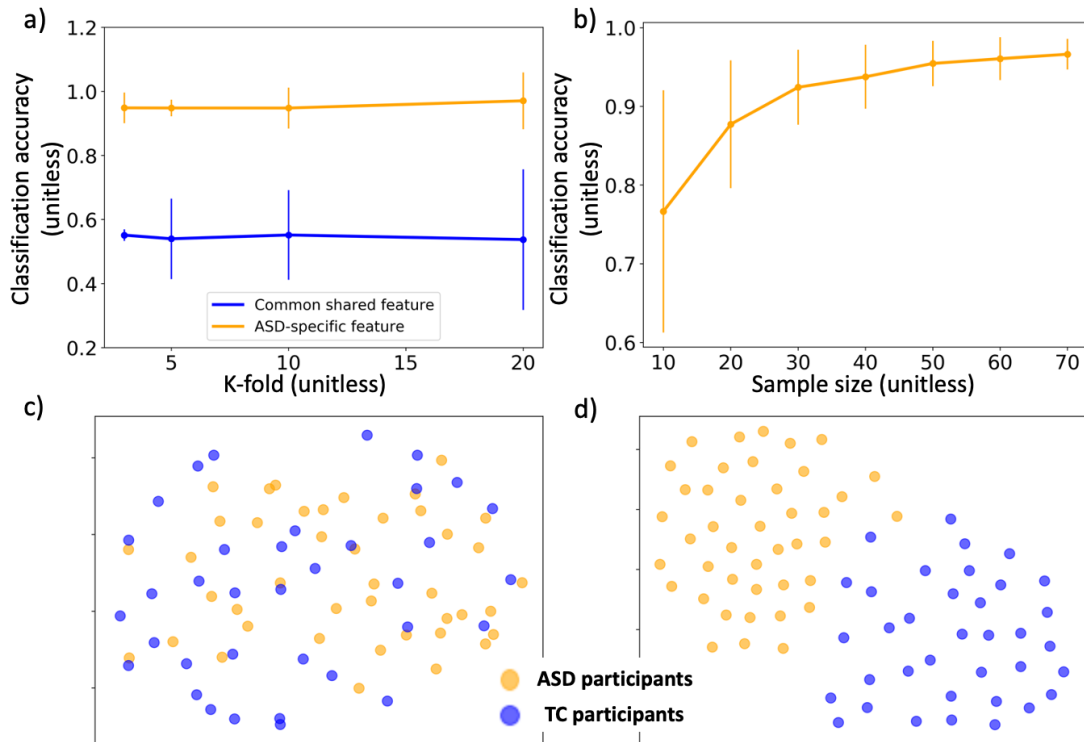 a)
Classification accuracy
(unitless)
1.2
1.0
0.8
0.6
0.4
0.2
5
10
15
20
K-fold (unitless)
Common shared feature
ASD-specific feature
b)
Classification accuracy
(unitless)
1.0
0.9
0.8
0.7
0.6
10
20
30
40
50
60
70
Sample size (unitless)
c)
d)
ASD participants
TC participants